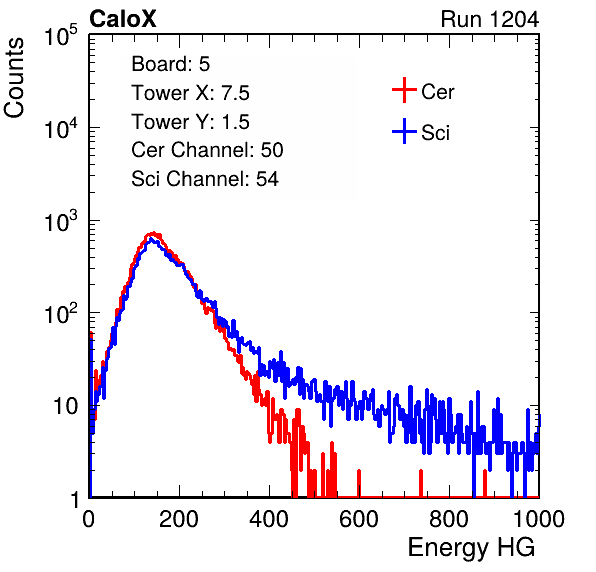 CaloX Run 1204
Counts
10^5
10^4
10^3
10^2
10
1
Board: 5
Tower X: 7.5
Tower Y: 1.5
Cer Channel: 50
Sci Channel: 54
Cer
Sci
0 200 400 600 800 1000
Energy HG